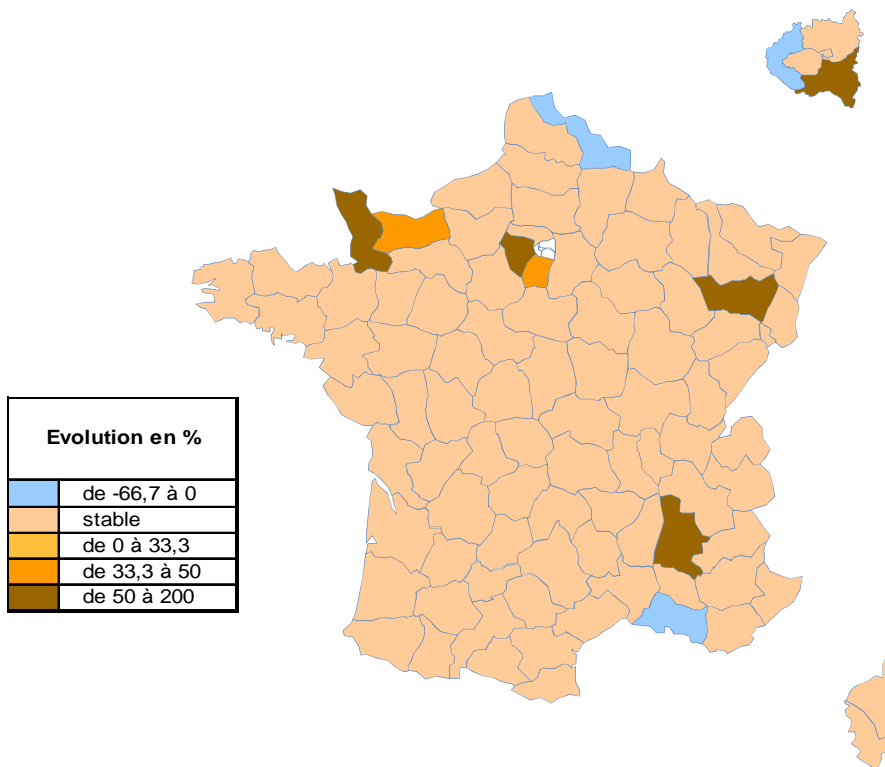 Evolution en %
de -66,7 à 0
stable
de 0 à 33,3
de 33,3 à 50
de 50 à 200